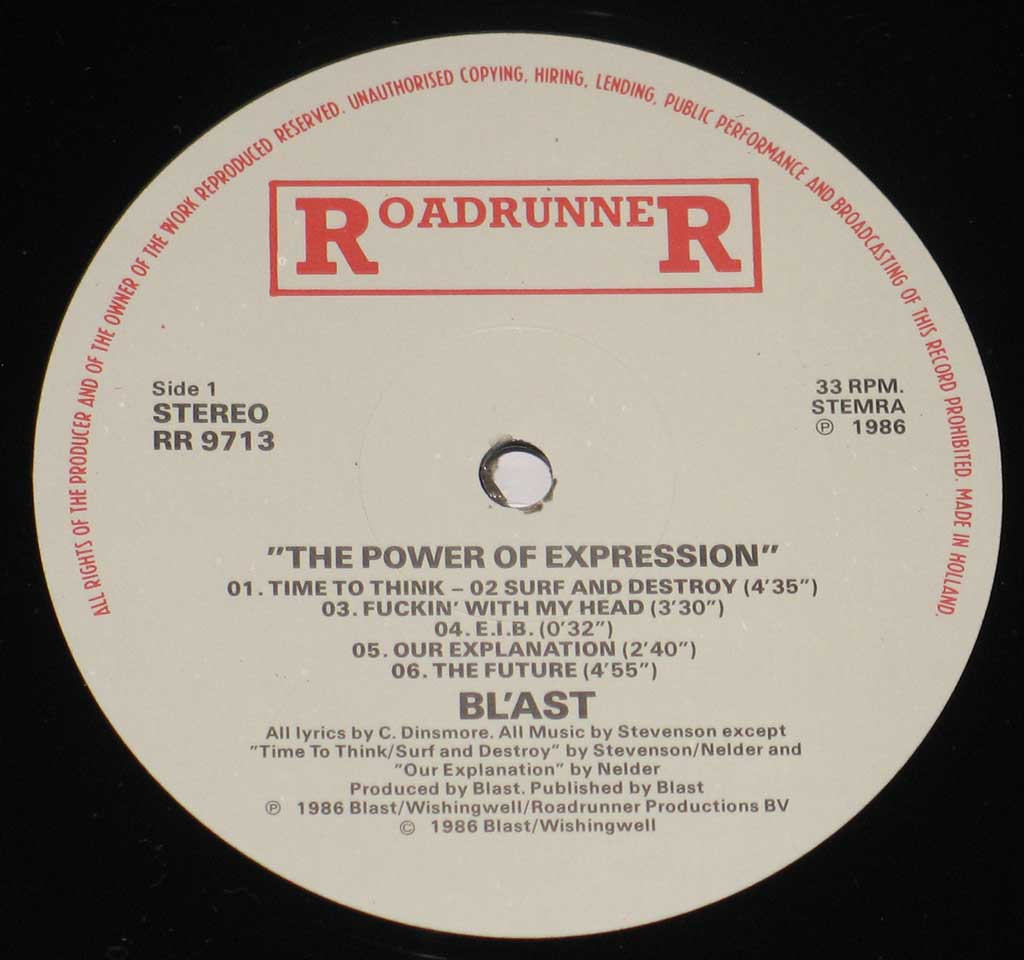 ALL RIGHTS OF THE PRODUCER AND OF THE OWNER OF THE WORK REPRODUCED RESERVED. UNAUTHORISED COPYING, HIRING, LENDING, PUBLIC PERFORMANCE AND BROADCASTING OF THIS RECORD PROHIBITED. MADE IN HOLLAND.
ROADRUNNER
Side 1
STEREO
RR 9713
33 RPM.
STEMRA
℗ 1986
"THE POWER OF EXPRESSION"
01. TIME TO THINK – 02 SURF AND DESTROY (4'35")
03. FUCKIN' WITH MY HEAD (3'30")
04. E.I.B. (0'32")
05. OUR EXPLANATION (2'40")
06. THE FUTURE (4'55")
BL'AST
All lyrics by C. Dinsmore. All Music by Stevenson except
"Time To Think/Surf and Destroy" by Stevenson/Nelder and
"Our Explanation" by Nelder
Produced by Blast. Published by Blast
℗ 1986 Blast/Wishingwell/Roadrunner Productions BV
© 1986 Blast/Wishingwell